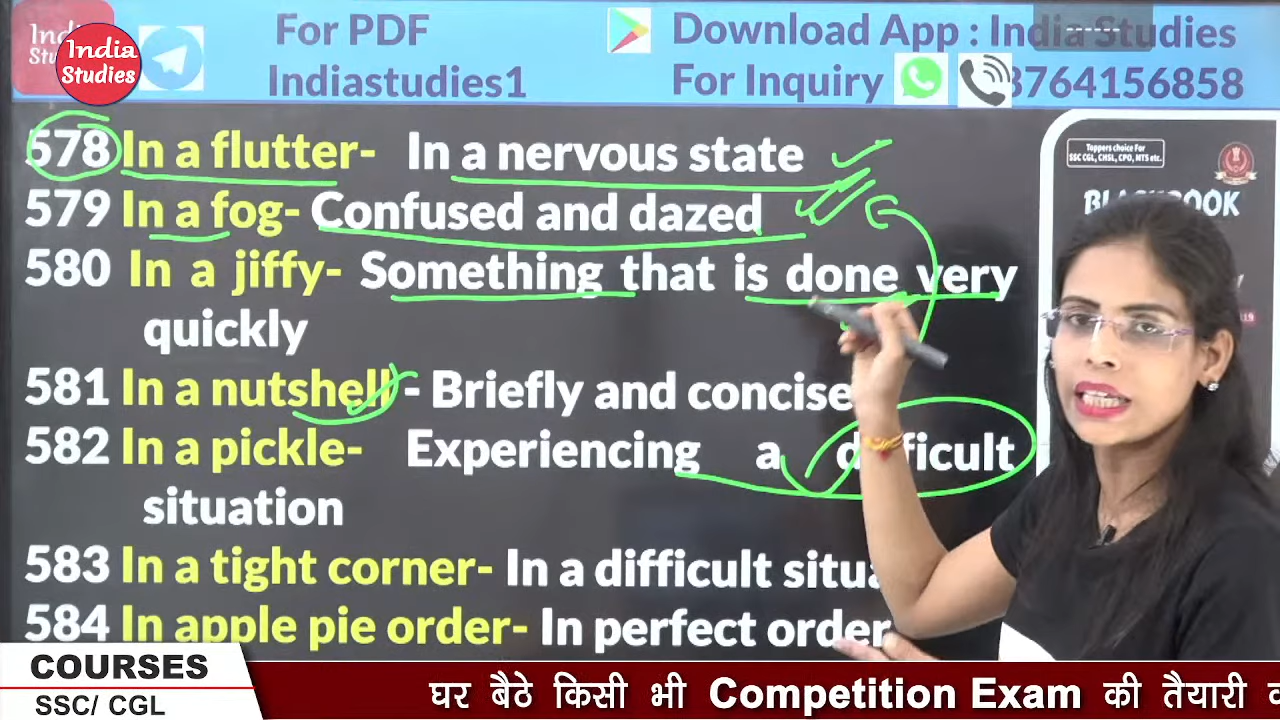 India
Studies
For PDF
Indiastudies1
Download App : India Studies
For Inquiry 8764156858
Toppers choice For
SSC CGL, CHSL, CPO, MTS etc.
578 In a flutter- In a nervous state
579 In a fog- Confused and dazed
580 In a jiffy- Something that is done very
quickly
581 In a nutshell - Briefly and concise
582 In a pickle- Experiencing a difficult
situation
583 In a tight corner- In a difficult
584 In apple pie order- In perfect order
COURSES
SSC/ CGL
घर बैठे किसी भी Competition Exam की तैयारी